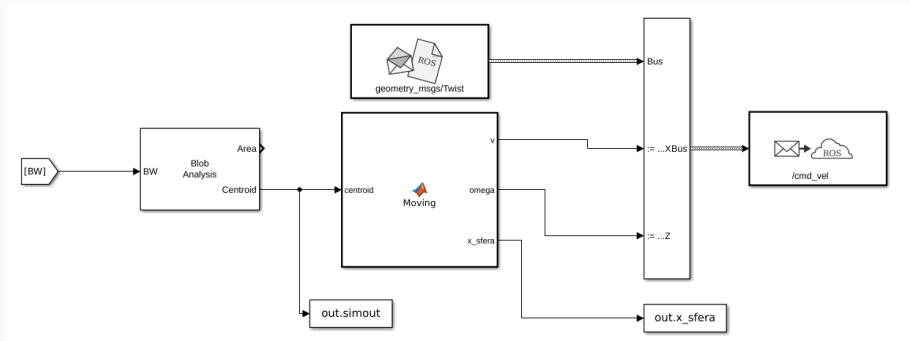 ROS
geometry_msgs/Twist
Bus
[BW]
BW
Blob
Analysis
Area
Centroid
centroid
Moving
v
omega
x_sfera
:= ...X
Bus
:= ...Z
ROS
/cmd_vel
out.simout
out.x_sfera